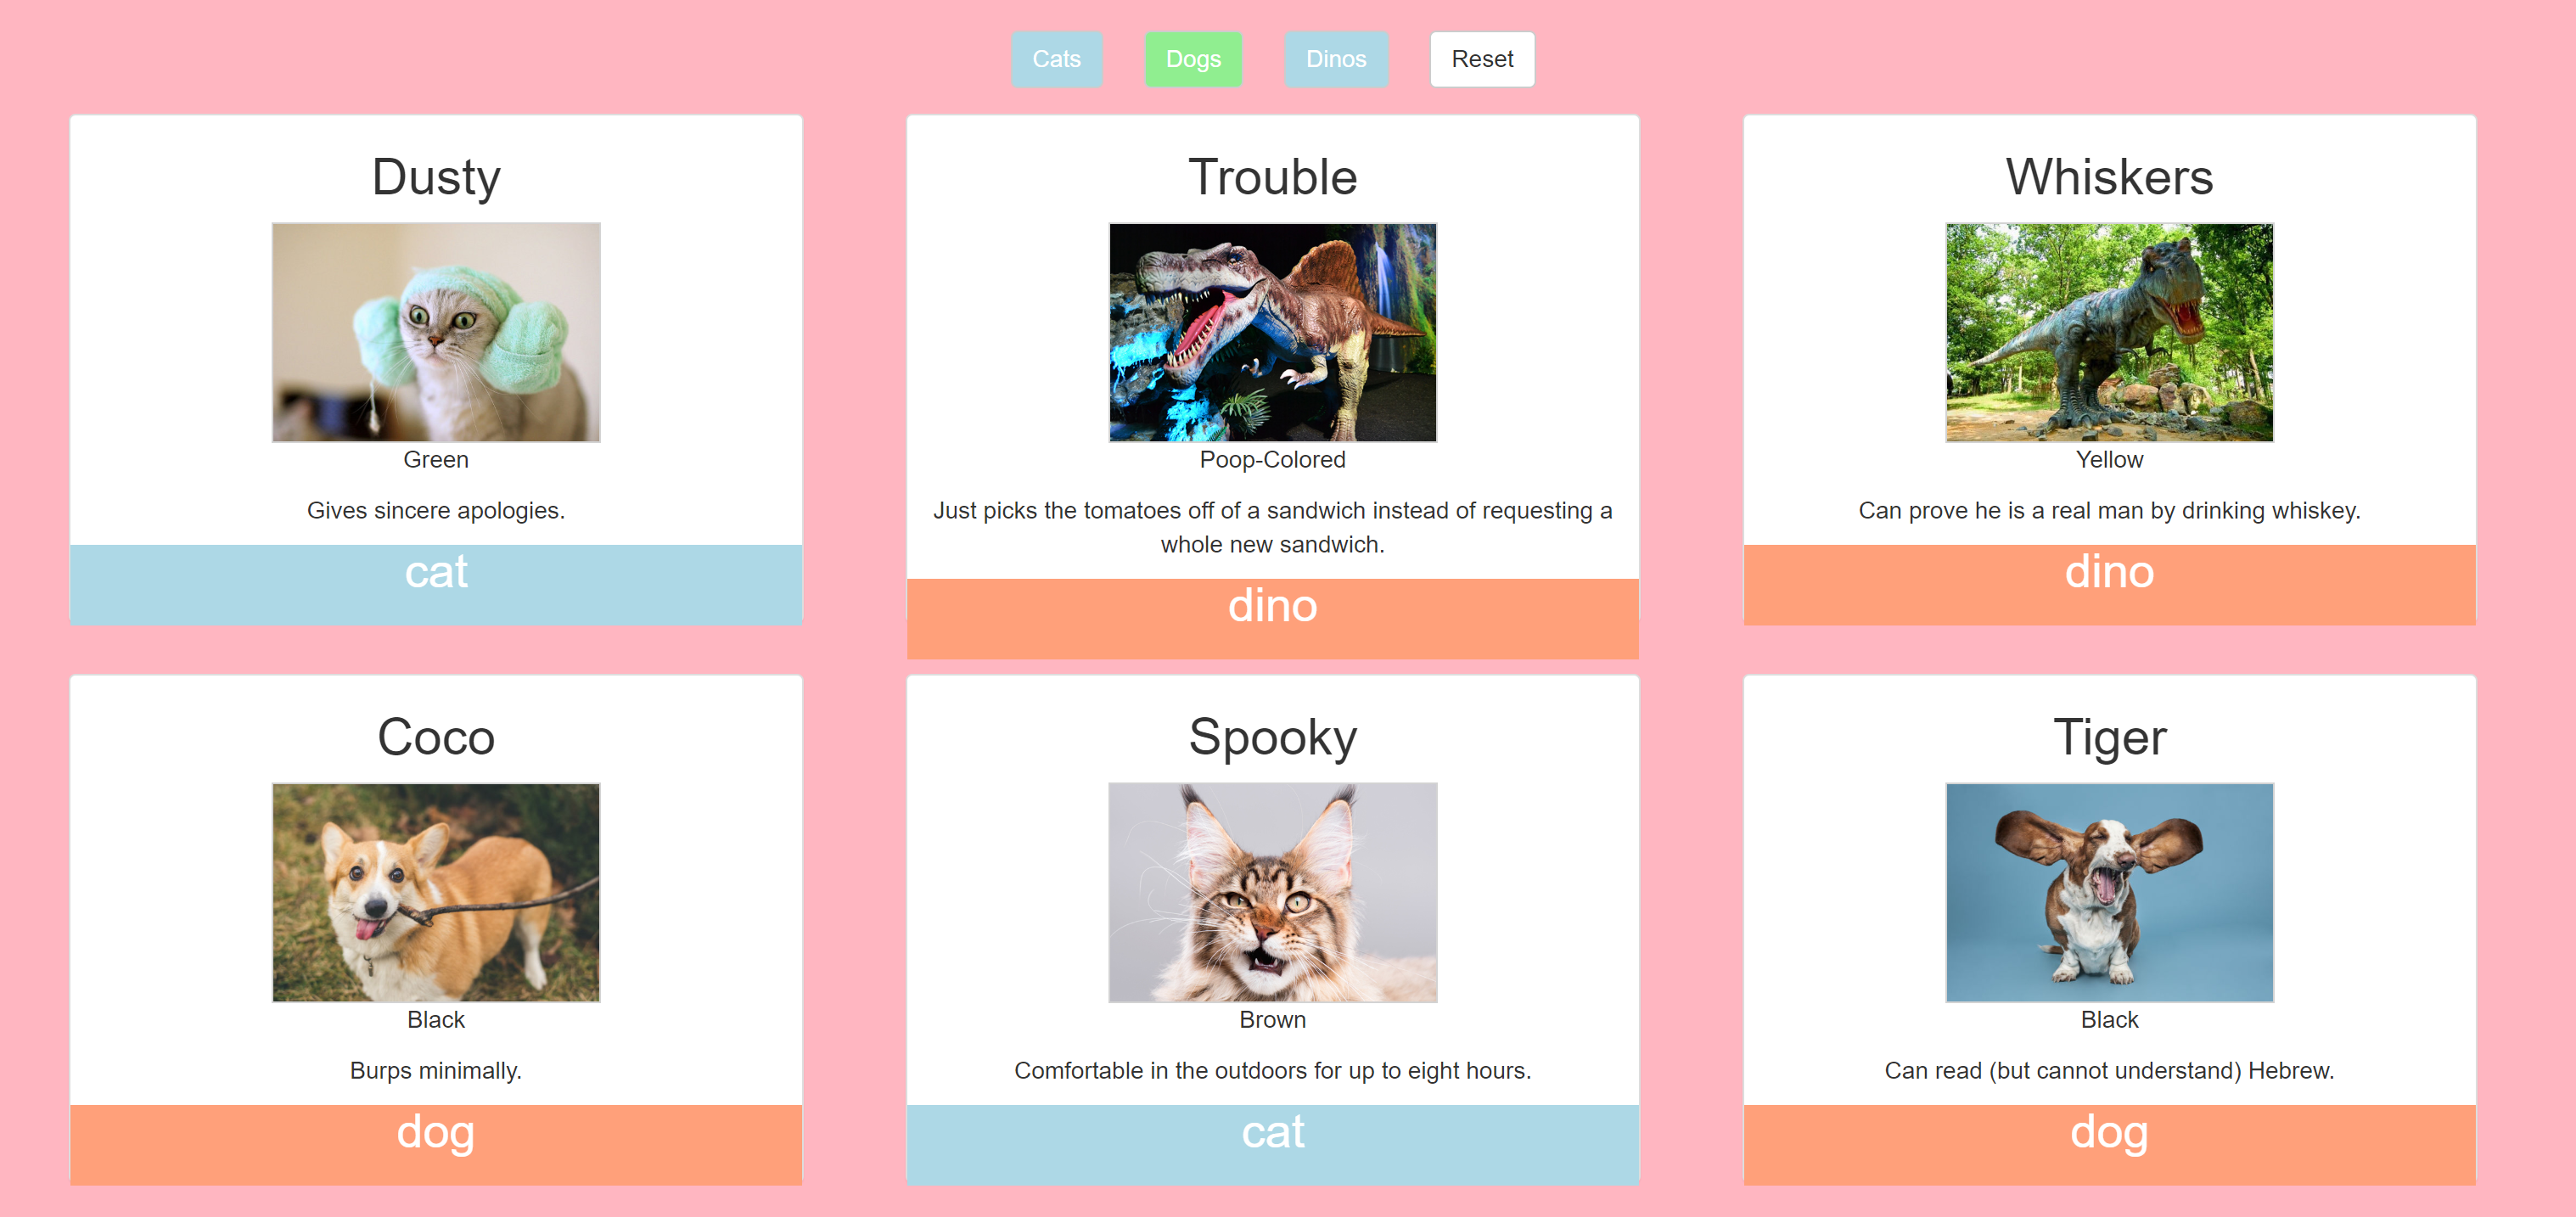 Cats Dogs Dinos Reset
Dusty
Green
Gives sincere apologies.
cat
Trouble
Poop-Colored
Just picks the tomatoes off of a sandwich instead of requesting a
whole new sandwich.
dino
Whiskers
Yellow
Can prove he is a real man by drinking whiskey.
dino
Coco
Black
Burps minimally.
dog
Spooky
Brown
Comfortable in the outdoors for up to eight hours.
cat
Tiger
Black
Can read (but cannot understand) Hebrew.
dog